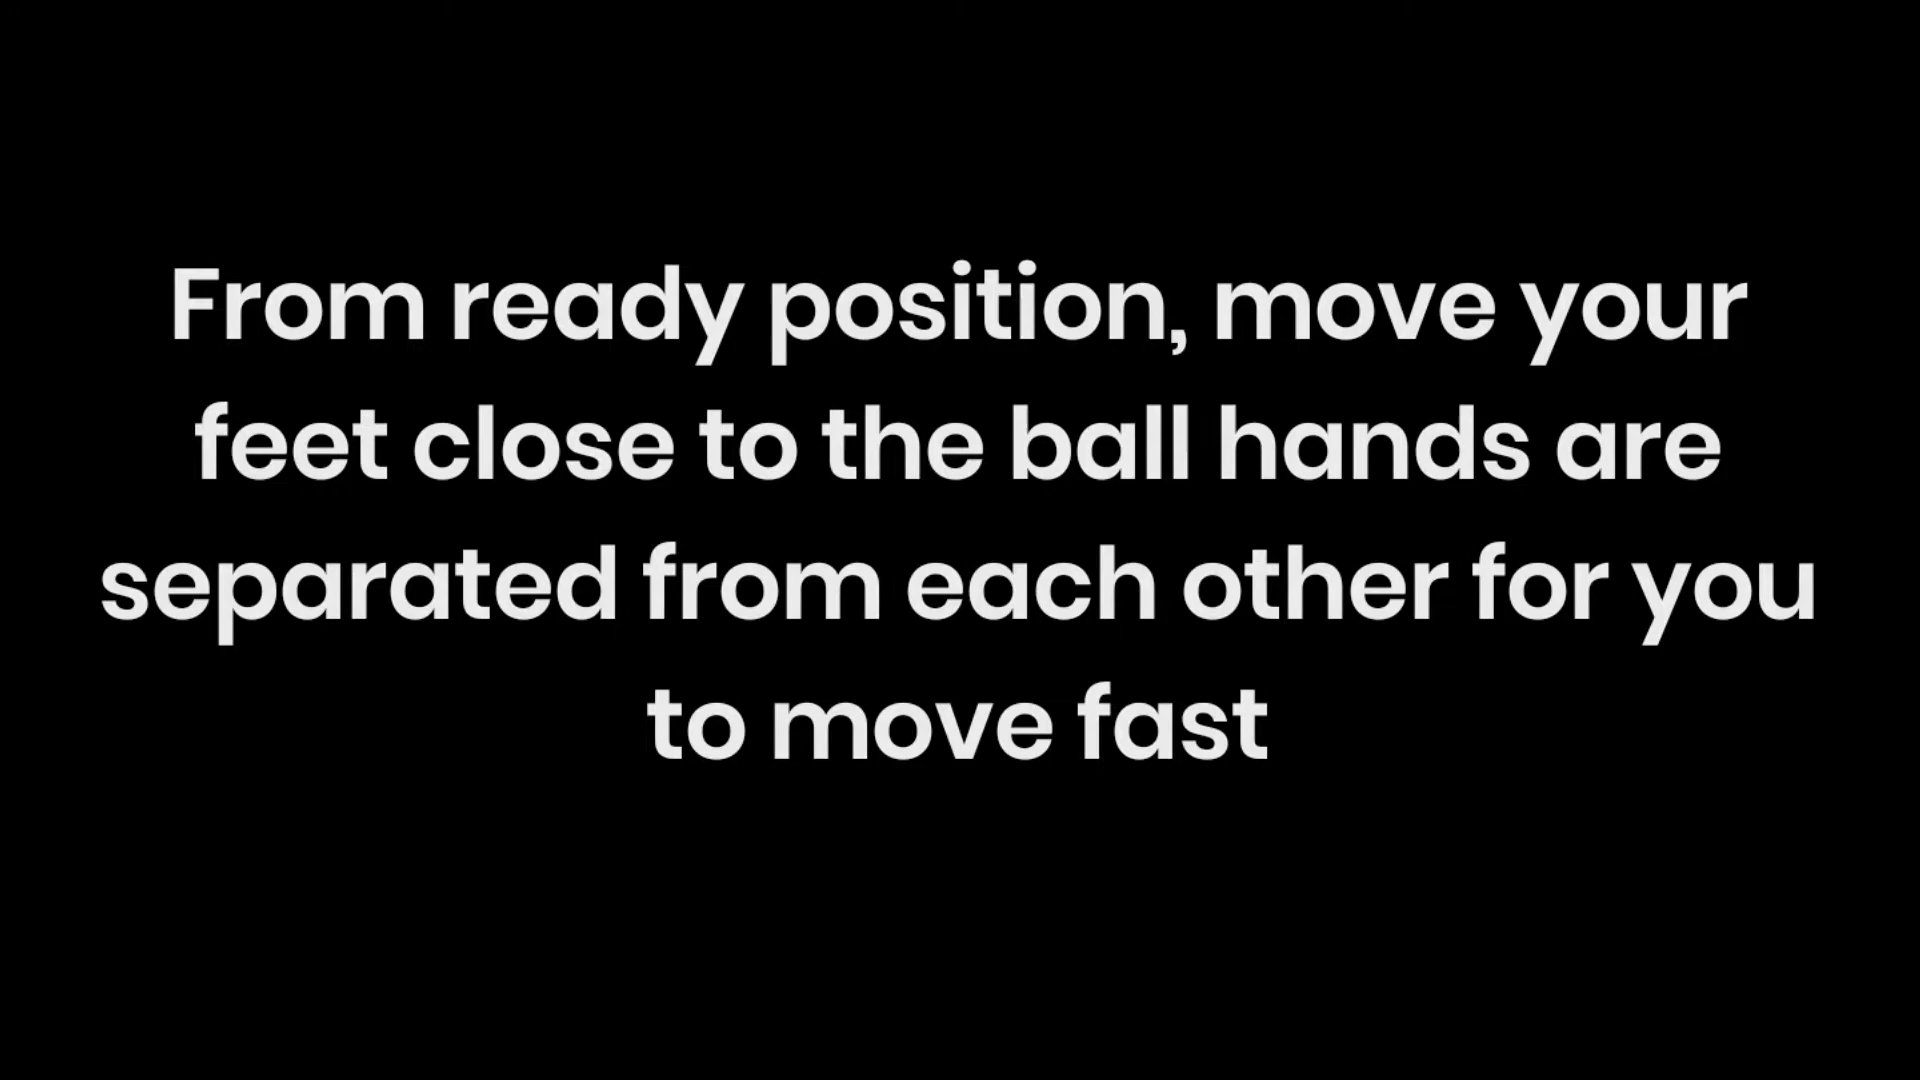 From ready position, move your
feet close to the ball hands are
separated from each other for you
to move fast